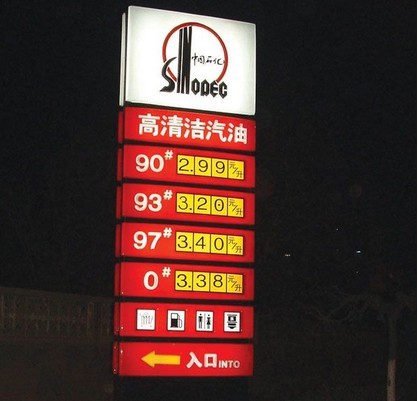 中国石化
SINOPEC
高清洁汽油
90# 2.99 元/升
93# 3.20 元/升
97# 3.40 元/升
0# 3.38 元/升
入口 INTO